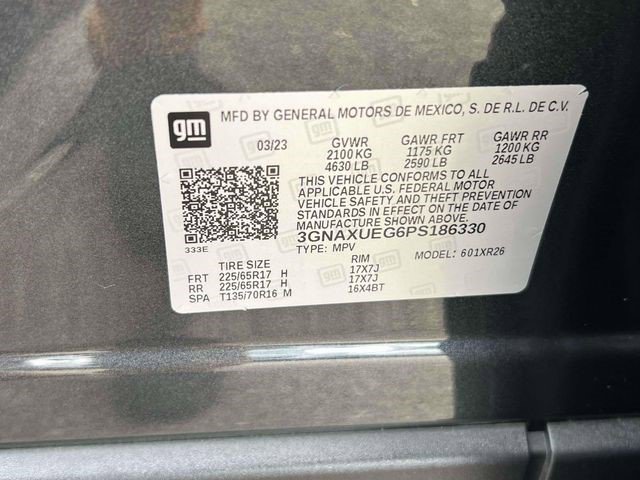 gm
MFD BY GENERAL MOTORS DE MEXICO, S. DE R.L. DE C.V.
03/23 GVWR GAWR FRT GAWR RR
2100 KG 1175 KG 1200 KG
4630 LB 2590 LB 2645 LB
THIS VEHICLE CONFORMS TO ALL
APPLICABLE U.S. FEDERAL MOTOR
VEHICLE SAFETY AND THEFT PREVENTION
STANDARDS IN EFFECT ON THE DATE OF
MANUFACTURE SHOWN ABOVE.
3GNAXUEG6PS186330
333E TYPE: MPV MODEL: 601XR26
TIRE SIZE RIM
FRT 225/65R17 H 17X7J
RR 225/65R17 H 17X7J
SPA T135/70R16 M 16X4BT